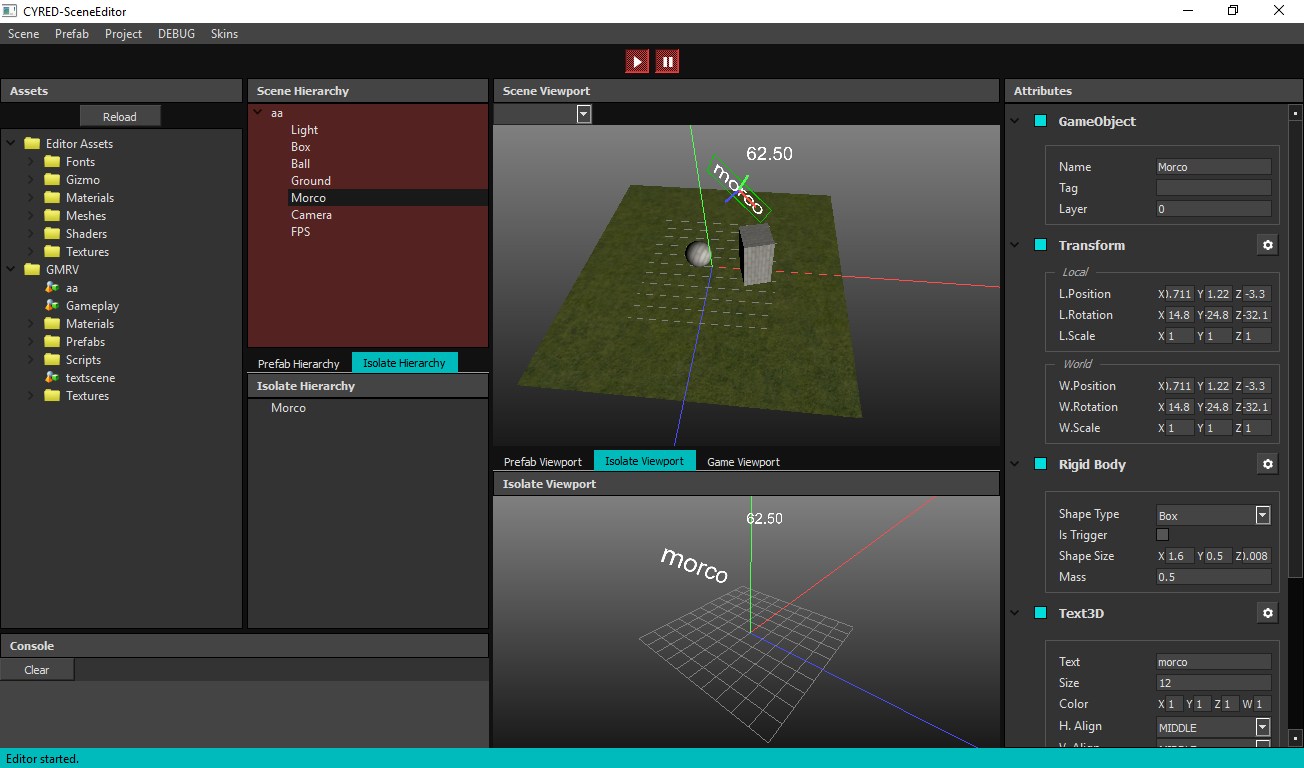 CYRED-SceneEditor
Scene Prefab Project DEBUG Skins
Assets
Reload
Editor Assets
Fonts
Gizmo
Materials
Meshes
Shaders
Textures
GMRV
aa
Gameplay
Materials
Prefabs
Scripts
textscene
Textures
Scene Hierarchy
aa
Light
Box
Ball
Ground
Morco
Camera
FPS
Prefab Hierarchy Isolate Hierarchy
Isolate Hierarchy
Morco
Console
Clear
Scene Viewport
62.50
morco
Prefab Viewport Isolate Viewport Game Viewport
Isolate Viewport
62.50
morco
Attributes
GameObject
Name Morco
Tag
Layer 0
Transform
Local
L.Position X ).711 Y 1.22 Z -3.3
L.Rotation X 14.8 Y -24.8 Z -32.1
L.Scale X 1 Y 1 Z 1
World
W.Position X ).711 Y 1.22 Z -3.3
W.Rotation X 14.8 Y -24.8 Z -32.1
W.Scale X 1 Y 1 Z 1
Rigid Body
Shape Type Box
Is Trigger
Shape Size X 1.6 Y 0.5 Z ).008
Mass 0.5
Text3D
Text morco
Size 12
Color X 1 Y 1 Z 1 W 1
H. Align MIDDLE
Editor started.